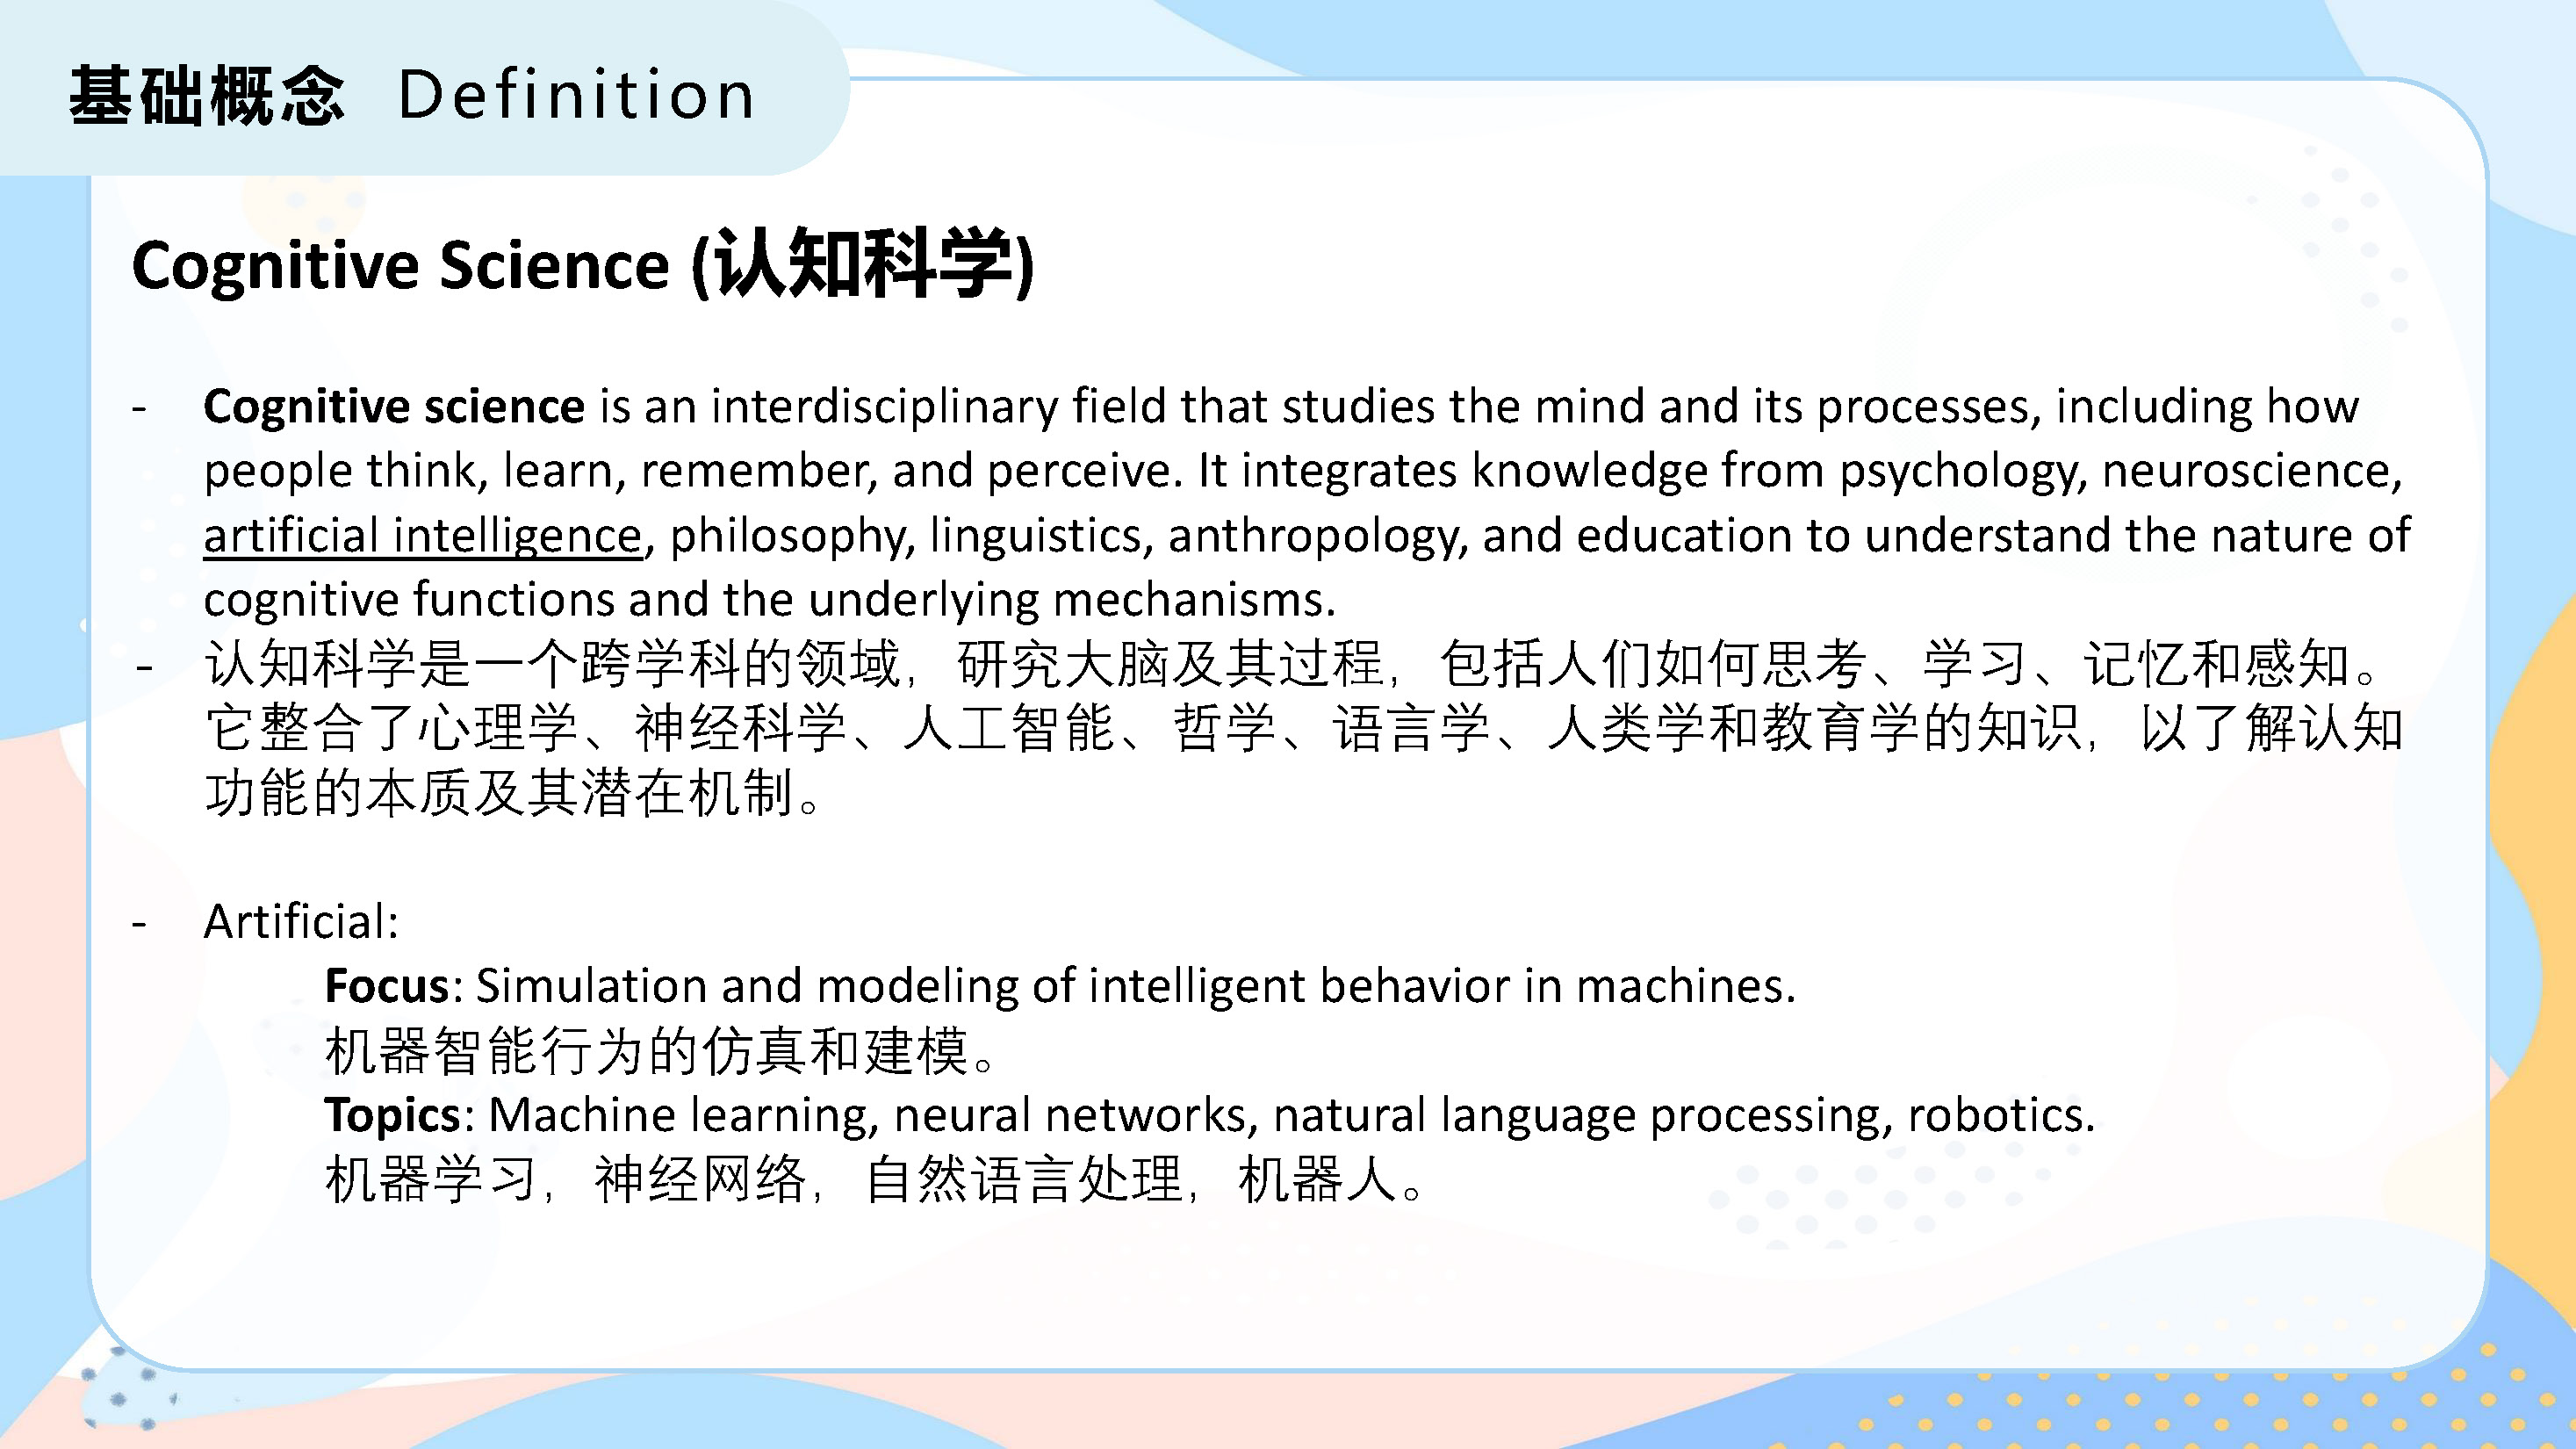 基础概念 Definition
Cognitive Science (认知科学)
- Cognitive science is an interdisciplinary field that studies the mind and its processes, including how
people think, learn, remember, and perceive. It integrates knowledge from psychology, neuroscience,
artificial intelligence, philosophy, linguistics, anthropology, and education to understand the nature of
cognitive functions and the underlying mechanisms.
- 认知科学是一个跨学科的领域，研究大脑及其过程，包括人们如何思考、学习、记忆和感知。
它整合了心理学、神经科学、人工智能、哲学、语言学、人类学和教育学的知识，以了解认知
功能的本质及其潜在机制。
- Artificial:
Focus: Simulation and modeling of intelligent behavior in machines.
机器智能行为的仿真和建模。
Topics: Machine learning, neural networks, natural language processing, robotics.
机器学习，神经网络，自然语言处理，机器人。